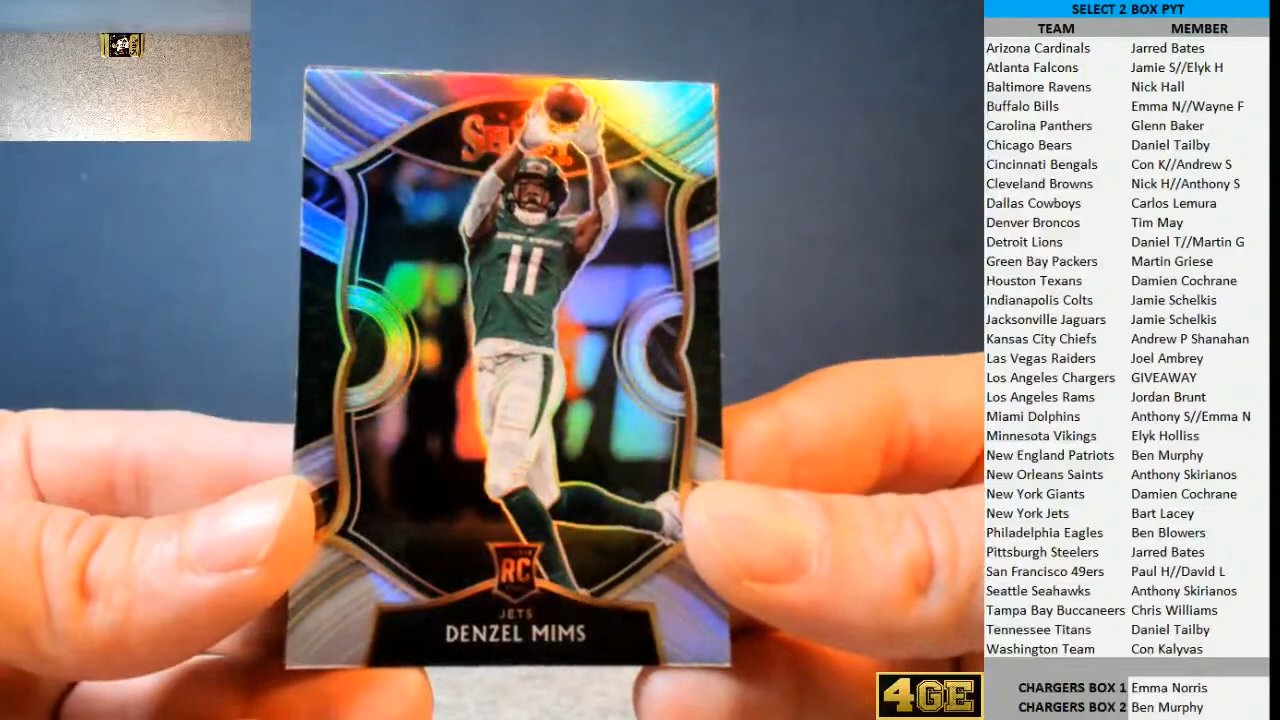 SELECT 2 BOX PYT
TEAM MEMBER
Arizona Cardinals Jarred Bates
Atlanta Falcons Jamie S//Elyk H
Baltimore Ravens Nick Hall
Buffalo Bills Emma N//Wayne F
Carolina Panthers Glenn Baker
Chicago Bears Daniel Tailby
Cincinnati Bengals Con K//Andrew S
Cleveland Browns Nick H//Anthony S
Dallas Cowboys Carlos Lemura
Denver Broncos Tim May
Detroit Lions Daniel T//Martin G
Green Bay Packers Martin Griese
Houston Texans Damien Cochrane
Indianapolis Colts Jamie Schelkis
Jacksonville Jaguars Jamie Schelkis
Kansas City Chiefs Andrew P Shanahan
Las Vegas Raiders Joel Ambrey
Los Angeles Chargers GIVEAWAY
Los Angeles Rams Jordan Brunt
Miami Dolphins Anthony S//Emma N
Minnesota Vikings Elyk Holliss
New England Patriots Ben Murphy
New Orleans Saints Anthony Skirianos
New York Giants Damien Cochrane
New York Jets Bart Lacey
Philadelphia Eagles Ben Blowers
Pittsburgh Steelers Jarred Bates
San Francisco 49ers Paul H//David L
Seattle Seahawks Anthony Skirianos
Tampa Bay Buccaneers Chris Williams
Tennessee Titans Daniel Tailby
Washington Team Con Kalyvas
CHARGERS BOX 1 Emma Norris
CHARGERS BOX 2 Ben Murphy
Select
11
RC
JETS
DENZEL MIMS
4GE